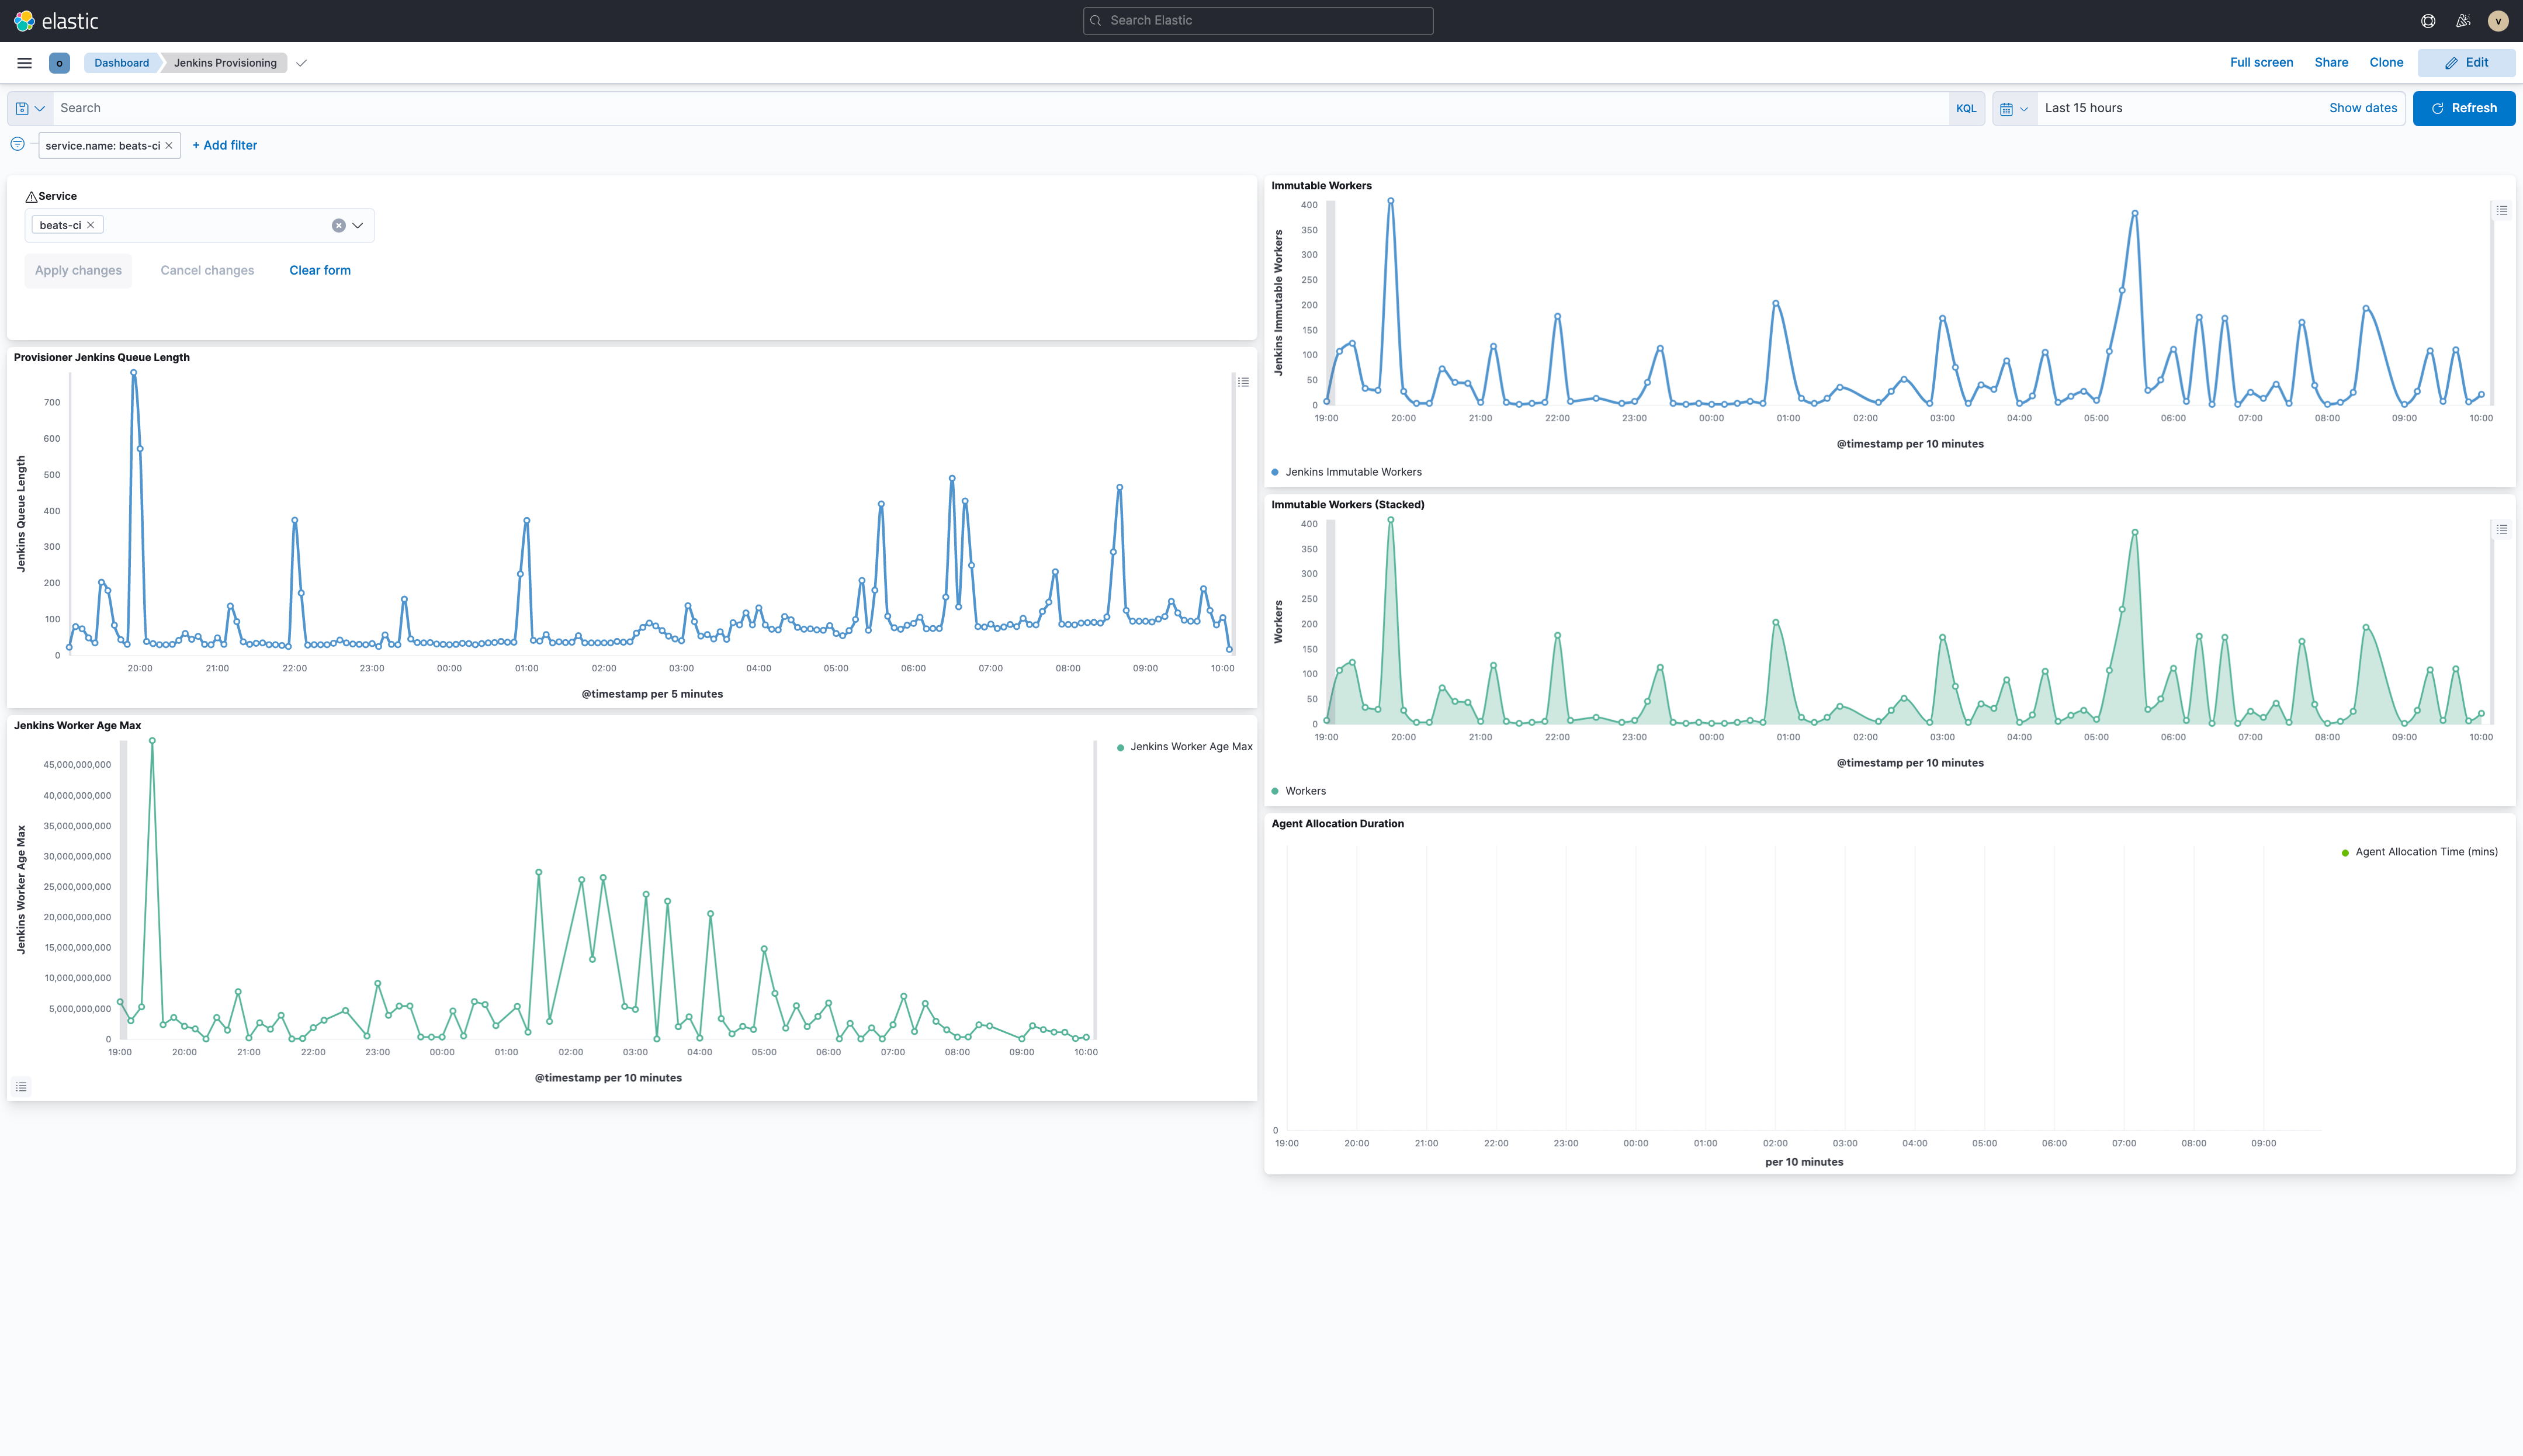 elastic
Search Elastic
v
o
Dashboard
Jenkins Provisioning
Full screen
Share
Clone
Edit
Search
KQL
Last 15 hours
Show dates
Refresh
service.name: beats-ci
+ Add filter
Service
beats-ci
Apply changes
Cancel changes
Clear form
Provisioner Jenkins Queue Length
Jenkins Queue Length
700
600
500
400
300
200
100
0
20:00 21:00 22:00 23:00 00:00 01:00 02:00 03:00 04:00 05:00 06:00 07:00 08:00 09:00 10:00
@timestamp per 5 minutes
Jenkins Worker Age Max
Jenkins Worker Age Max
45,000,000,000
40,000,000,000
35,000,000,000
30,000,000,000
25,000,000,000
20,000,000,000
15,000,000,000
10,000,000,000
5,000,000,000
0
19:00 20:00 21:00 22:00 23:00 00:00 01:00 02:00 03:00 04:00 05:00 06:00 07:00 08:00 09:00 10:00
@timestamp per 10 minutes
Jenkins Worker Age Max
Immutable Workers
Jenkins Immutable Workers
400
350
300
250
200
150
100
50
0
19:00 20:00 21:00 22:00 23:00 00:00 01:00 02:00 03:00 04:00 05:00 06:00 07:00 08:00 09:00 10:00
@timestamp per 10 minutes
Jenkins Immutable Workers
Immutable Workers (Stacked)
Workers
400
350
300
250
200
150
100
50
0
19:00 20:00 21:00 22:00 23:00 00:00 01:00 02:00 03:00 04:00 05:00 06:00 07:00 08:00 09:00 10:00
@timestamp per 10 minutes
Workers
Agent Allocation Duration
Agent Allocation Time (mins)
0
19:00 20:00 21:00 22:00 23:00 00:00 01:00 02:00 03:00 04:00 05:00 06:00 07:00 08:00 09:00
per 10 minutes